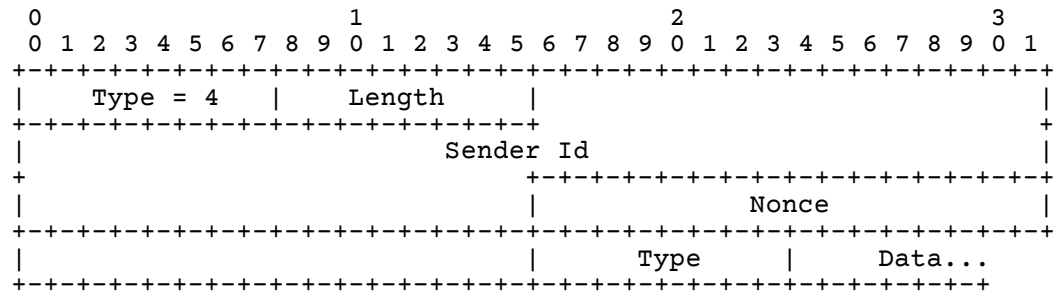 0                   1                   2                   3
 0 1 2 3 4 5 6 7 8 9 0 1 2 3 4 5 6 7 8 9 0 1 2 3 4 5 6 7 8 9 0 1
+-+-+-+-+-+-+-+-+-+-+-+-+-+-+-+-+-+-+-+-+-+-+-+-+-+-+-+-+-+-+-+-+
|    Type = 4   |    Length     |                               |
+-+-+-+-+-+-+-+-+-+-+-+-+-+-+-+-+                               +
|                          Sender Id                            |
+                               +-+-+-+-+-+-+-+-+-+-+-+-+-+-+-+-+
|                               |             Nonce             |
+-+-+-+-+-+-+-+-+-+-+-+-+-+-+-+-+-+-+-+-+-+-+-+-+-+-+-+-+-+-+-+-+
|                               |      Type     |     Data...
+-+-+-+-+-+-+-+-+-+-+-+-+-+-+-+-+-+-+-+-+-+-+-+-+-+-+-+-+-+-+